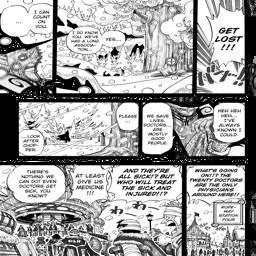 GET
LOST
!!!
YES...
I DO KNOW
YOU. WE'VE HAD
A LONG
ASSOCIA-
TION...
I CAN
COUNT
ON
YOU.
...
HEH HEH
HEH...
I'VE
ALWAYS
KNOWN I
COULD
WE SAVE
LIVES.
DOCTORS
ARE
MOSTLY
GOOD
PEOPLE.
PLEASE
LOOK
AFTER
CHOP-
PER.
WHAT'S GOING
ON!!? THE
TWENTY DOCTORS
ARE THE ONLY
PHYSICIANS
AROUND HERE!!
AND THEY'RE
ALL SICK!? BUT
WHO WILL TREAT
THE SICK AND
INJURED!!?
AT LEAST
GIVE US
MEDICINE
!!!
THERE'S
NOTHING WE
CAN DO! EVEN
DOCTORS GET
SICK, YOU
KNOW?